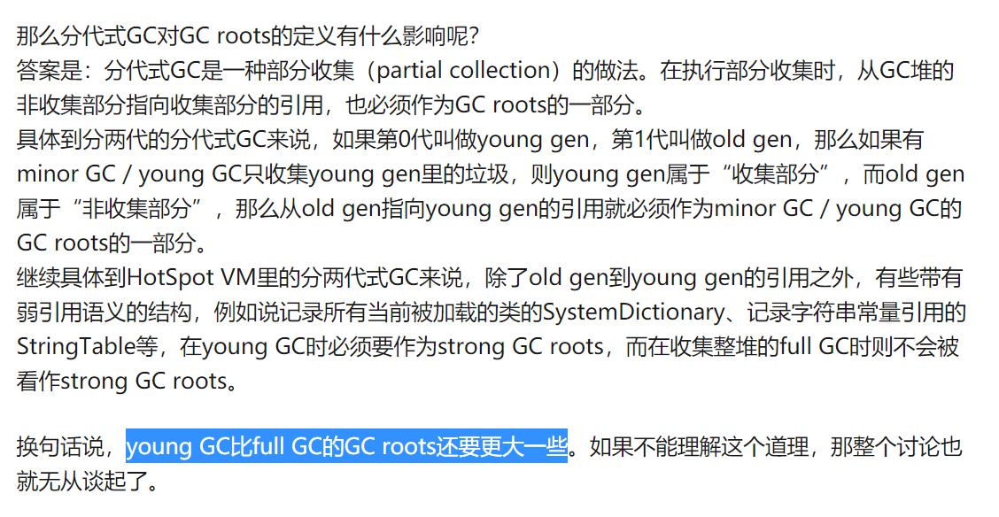 那么分代式GC对GC roots的定义有什么影响呢？
答案是：分代式GC是一种部分收集（partial collection）的做法。在执行部分收集时，从GC堆的
非收集部分指向收集部分的引用，也必须作为GC roots的一部分。
具体到分两代的分代式GC来说，如果第0代叫做young gen，第1代叫做old gen，那么如果有
minor GC / young GC只收集young gen里的垃圾，则young gen属于“收集部分”，而old gen
属于“非收集部分”，那么从old gen指向young gen的引用就必须作为minor GC / young GC的
GC roots的一部分。
继续具体到HotSpot VM里的分两代式GC来说，除了old gen到young gen的引用之外，有些带有
弱引用语义的结构，例如说记录所有当前被加载的类的SystemDictionary、记录字符串常量引用的
StringTable等，在young GC时必须要作为strong GC roots，而在收集整堆的full GC时则不会被
看作strong GC roots。
换句话说，young GC比full GC的GC roots还要更大一些。如果不能理解这个道理，那整个讨论也
就无从谈起了。